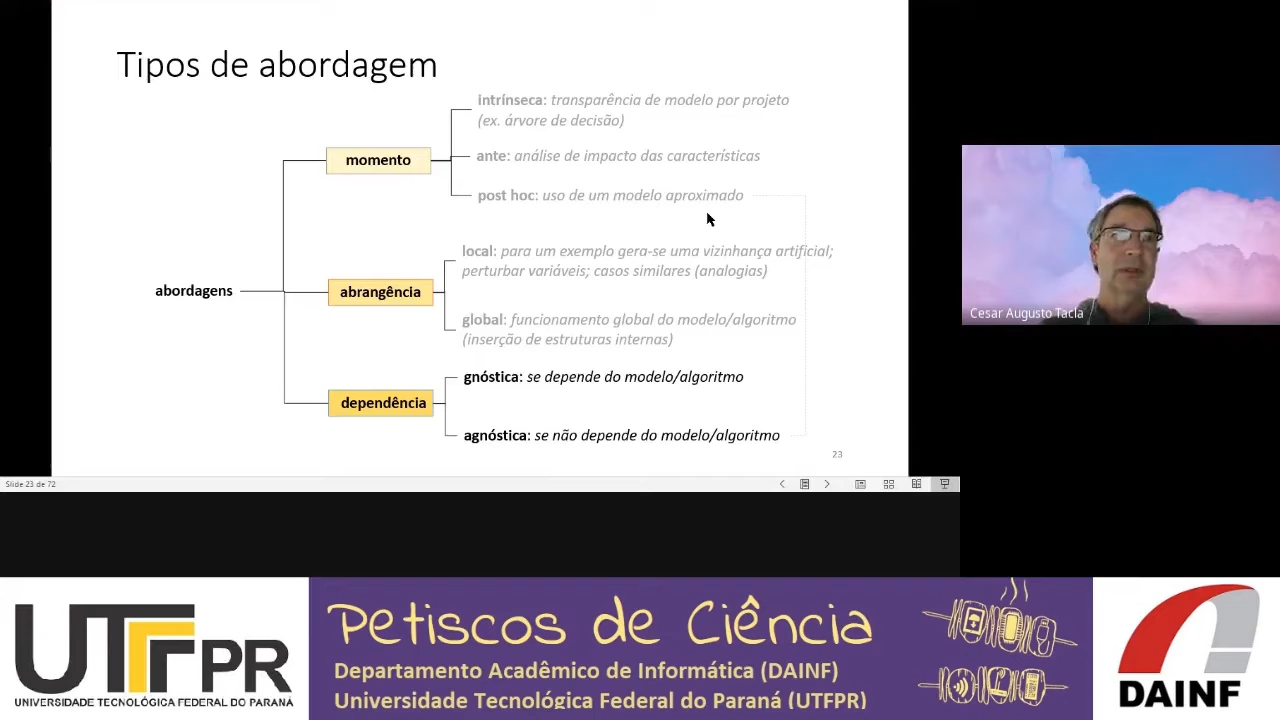 Tipos de abordagem
intrínseca: transparência de modelo por projeto
(ex. árvore de decisão)
momento
ante: análise de impacto das características
post hoc: uso de um modelo aproximado
local: para um exemplo gera-se uma vizinhança artificial;
perturbar variáveis; casos similares (analogias)
abordagens
abrangência
global: funcionamento global do modelo/algoritmo
(inserção de estruturas internas)
gnóstica: se depende do modelo/algoritmo
dependência
agnóstica: se não depende do modelo/algoritmo
23
Slide 23 de 72
Cesar Augusto Tacla
UTFPR
UNIVERSIDADE TECNOLÓGICA FEDERAL DO PARANÁ
Petiscos de Ciência
Departamento Acadêmico de Informática (DAINF)
Universidade Tecnológica Federal do Paraná (UTFPR)
DAINF